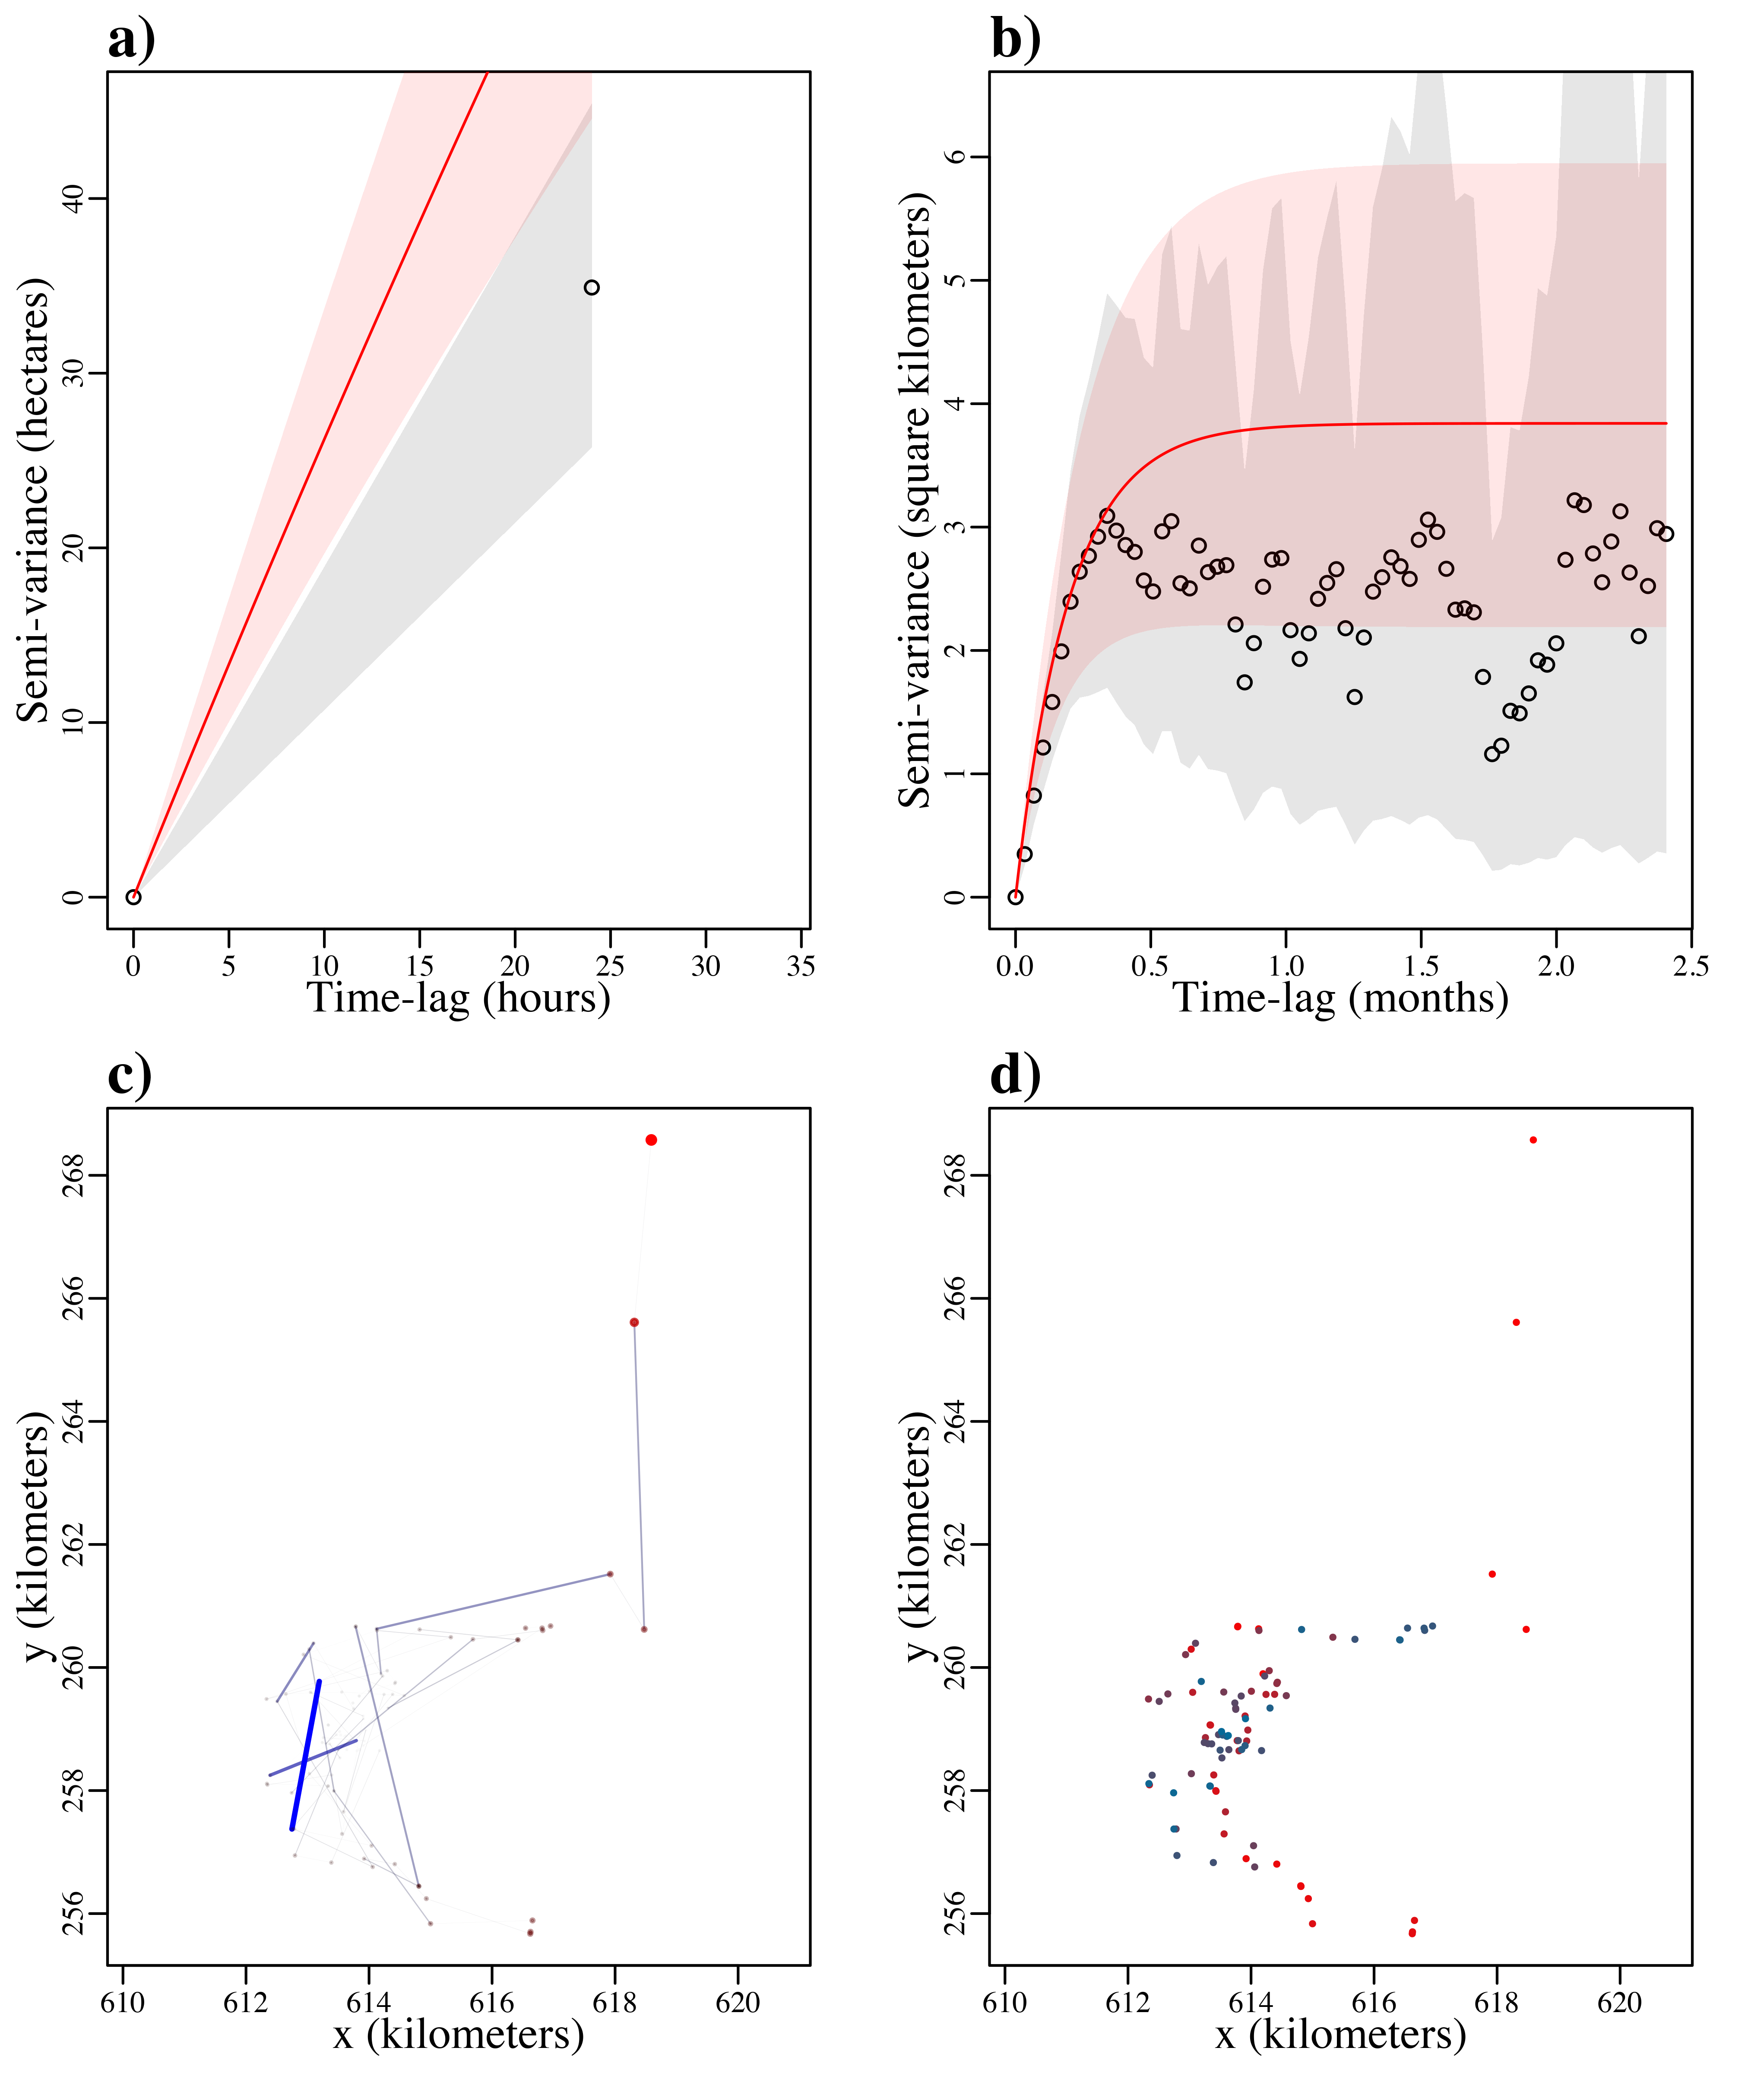 a)
Semi-variance (hectares)
0 10 20 30 40
0 5 10 15 20 25 30 35
Time-lag (hours)
b)
Semi-variance (square kilometers)
0 1 2 3 4 5 6
0.0 0.5 1.0 1.5 2.0 2.5
Time-lag (months)
c)
y (kilometers)
256 258 260 262 264 266 268
610 612 614 616 618 620
x (kilometers)
d)
y (kilometers)
256 258 260 262 264 266 268
610 612 614 616 618 620
x (kilometers)